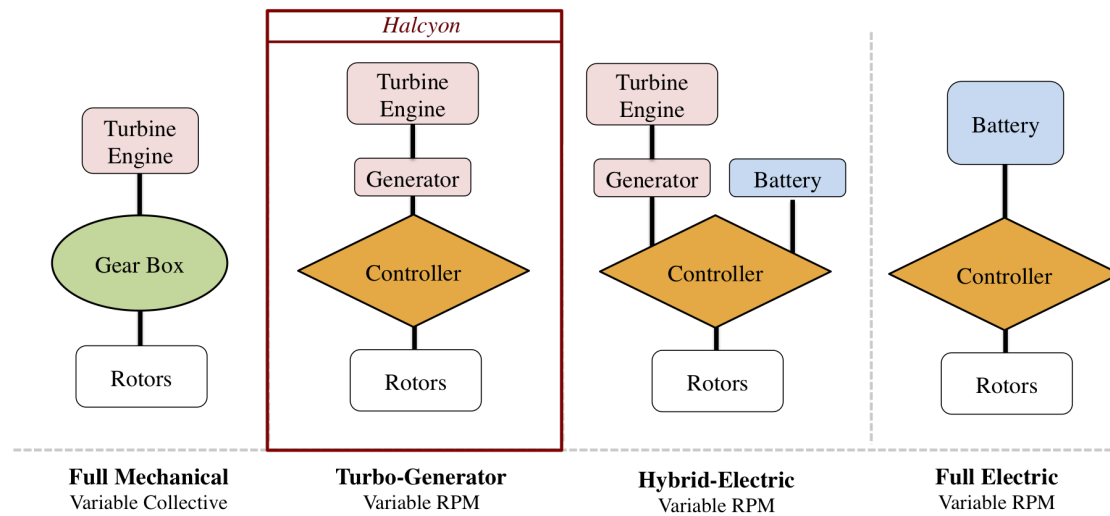 Halcyon
Turbine
Engine
Gear Box
Rotors
Full Mechanical
Variable Collective
Turbine
Engine
Generator
Controller
Rotors
Turbo-Generator
Variable RPM
Turbine
Engine
Generator
Battery
Controller
Rotors
Hybrid-Electric
Variable RPM
Battery
Controller
Rotors
Full Electric
Variable RPM